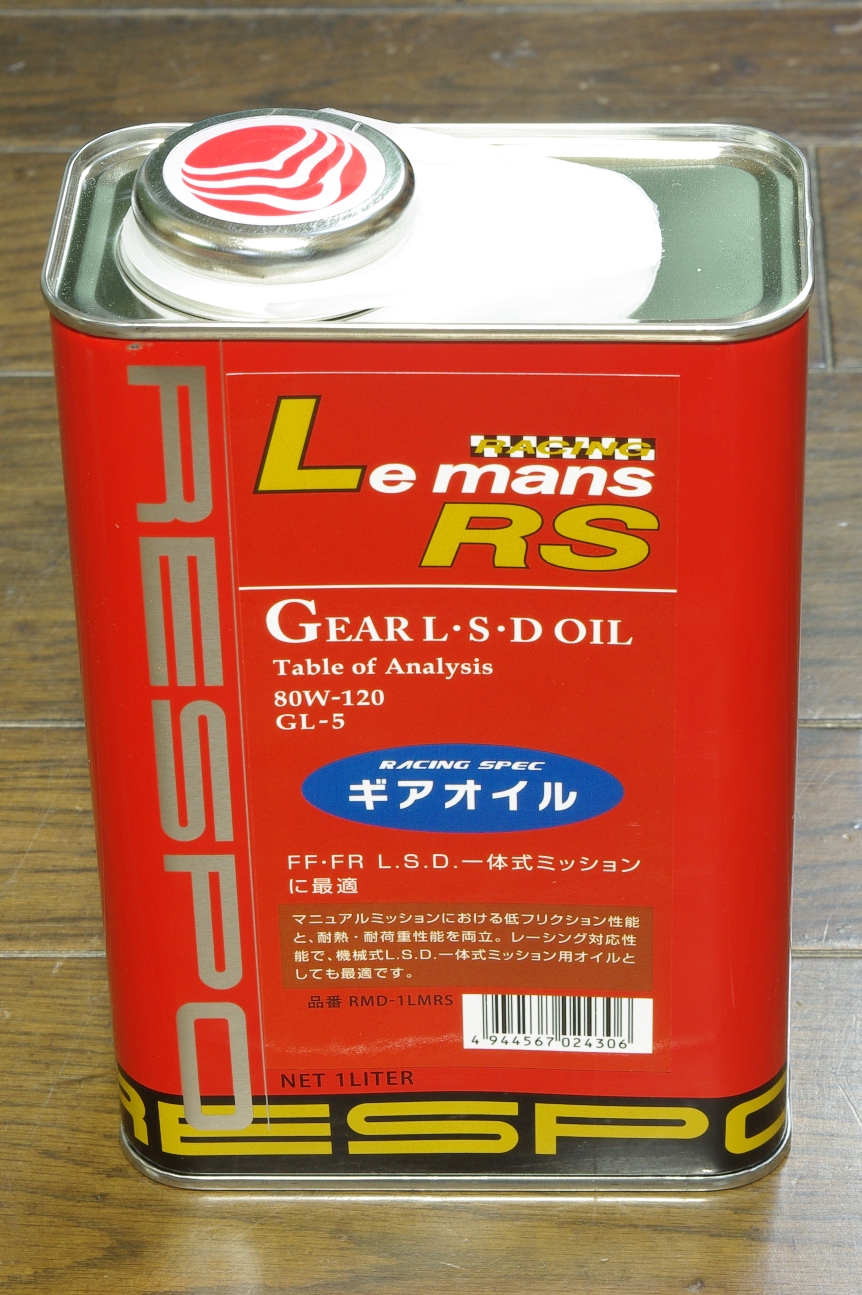 RESPO
RACING
Le mans
RS
GEAR L·S·D OIL
Table of Analysis
80W-120
GL-5
RACING SPEC
ギアオイル
FF·FR L.S.D.一体式ミッション
に最適
マニュアルミッションにおける低フリクション性能
と、耐熱・耐荷重性能を両立。レーシング対応性
能で、機械式L.S.D.一体式ミッション用オイルと
しても最適です。
品番 RMD-1LMRS
4 944567 024306
NET 1LITER
RESPO